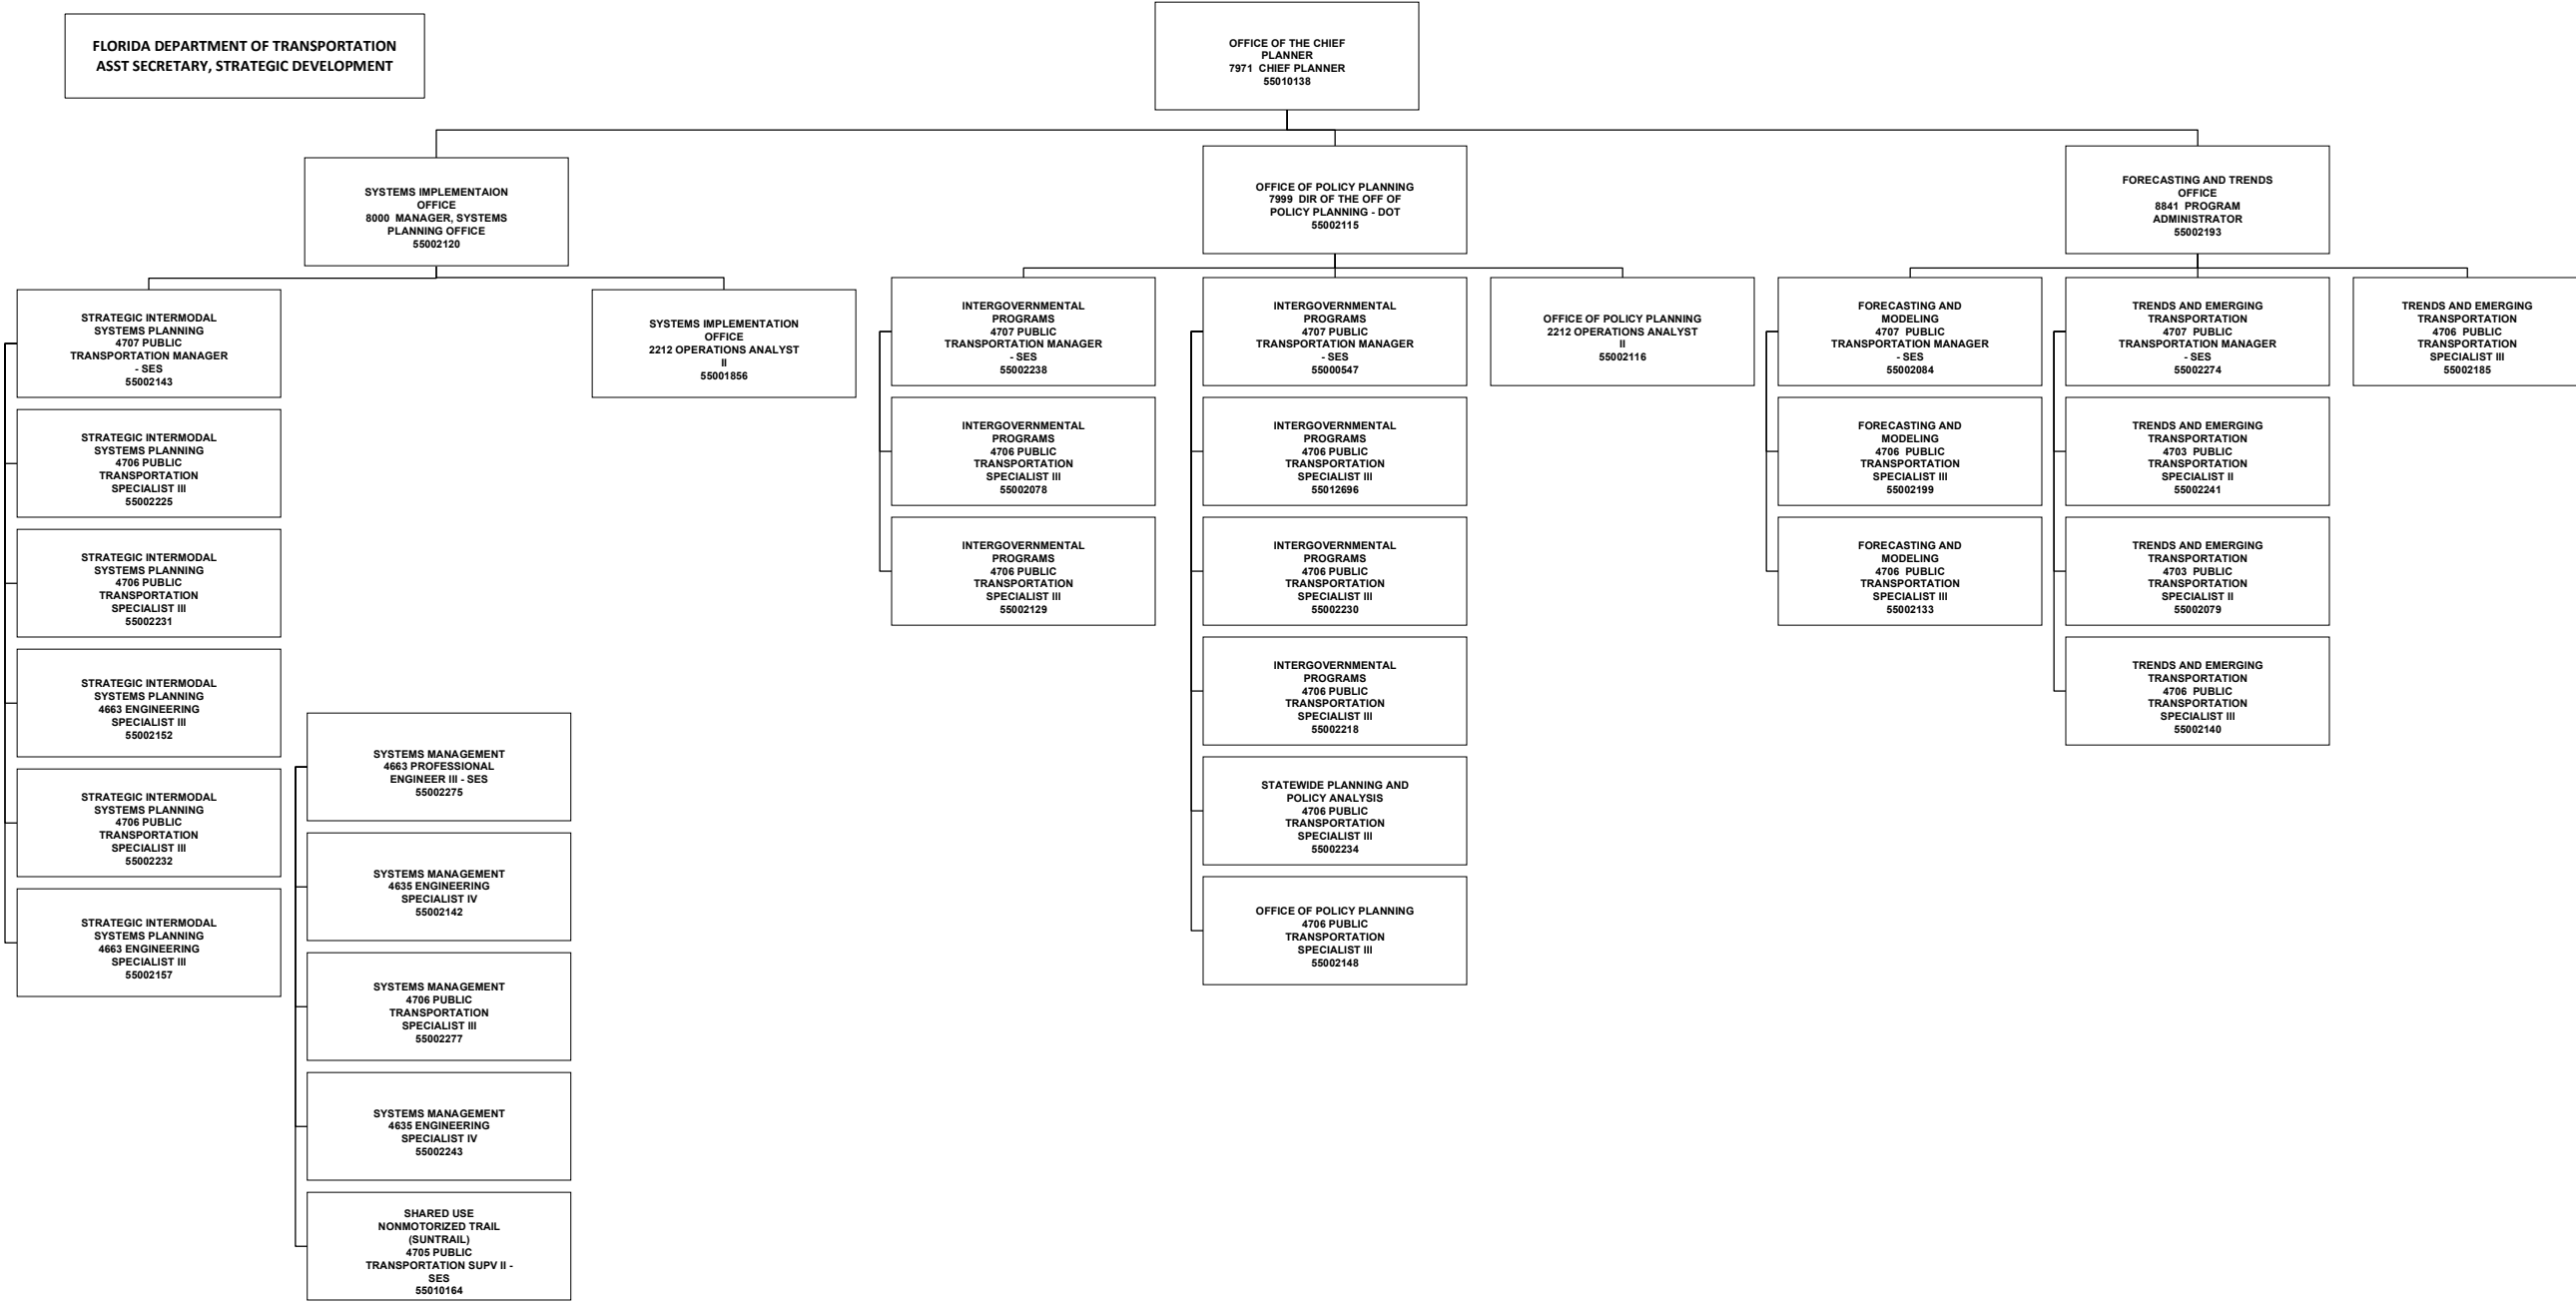 FLORIDA DEPARTMENT OF TRANSPORTATION
ASST SECRETARY, STRATEGIC DEVELOPMENT
OFFICE OF THE CHIEF
PLANNER
7971 CHIEF PLANNER
55010138
SYSTEMS IMPLEMENTAION
OFFICE
8000 MANAGER, SYSTEMS
PLANNING OFFICE
55002120
OFFICE OF POLICY PLANNING
7999 DIR OF THE OFF OF
POLICY PLANNING - DOT
55002115
FORECASTING AND TRENDS
OFFICE
8841 PROGRAM
ADMINISTRATOR
55002193
STRATEGIC INTERMODAL
SYSTEMS PLANNING
4707 PUBLIC
TRANSPORTATION MANAGER
- SES
55002143
STRATEGIC INTERMODAL
SYSTEMS PLANNING
4706 PUBLIC
TRANSPORTATION
SPECIALIST III
55002225
STRATEGIC INTERMODAL
SYSTEMS PLANNING
4706 PUBLIC
TRANSPORTATION
SPECIALIST III
55002231
STRATEGIC INTERMODAL
SYSTEMS PLANNING
4663 ENGINEERING
SPECIALIST III
55002152
STRATEGIC INTERMODAL
SYSTEMS PLANNING
4706 PUBLIC
TRANSPORTATION
SPECIALIST III
55002232
STRATEGIC INTERMODAL
SYSTEMS PLANNING
4663 ENGINEERING
SPECIALIST III
55002157
SYSTEMS MANAGEMENT
4663 PROFESSIONAL
ENGINEER III - SES
55002275
SYSTEMS MANAGEMENT
4635 ENGINEERING
SPECIALIST IV
55002142
SYSTEMS MANAGEMENT
4706 PUBLIC
TRANSPORTATION
SPECIALIST III
55002277
SYSTEMS MANAGEMENT
4635 ENGINEERING
SPECIALIST IV
55002243
SHARED USE
NONMOTORIZED TRAIL
(SUNTRAIL)
4705 PUBLIC
TRANSPORTATION SUPV II -
SES
55010164
SYSTEMS IMPLEMENTATION
OFFICE
2212 OPERATIONS ANALYST
II
55001856
INTERGOVERNMENTAL
PROGRAMS
4707 PUBLIC
TRANSPORTATION MANAGER
- SES
55002238
INTERGOVERNMENTAL
PROGRAMS
4706 PUBLIC
TRANSPORTATION
SPECIALIST III
55002078
INTERGOVERNMENTAL
PROGRAMS
4706 PUBLIC
TRANSPORTATION
SPECIALIST III
55002129
INTERGOVERNMENTAL
PROGRAMS
4707 PUBLIC
TRANSPORTATION MANAGER
- SES
55000547
INTERGOVERNMENTAL
PROGRAMS
4706 PUBLIC
TRANSPORTATION
SPECIALIST III
55012696
INTERGOVERNMENTAL
PROGRAMS
4706 PUBLIC
TRANSPORTATION
SPECIALIST III
55002230
INTERGOVERNMENTAL
PROGRAMS
4706 PUBLIC
TRANSPORTATION
SPECIALIST III
55002218
STATEWIDE PLANNING AND
POLICY ANALYSIS
4706 PUBLIC
TRANSPORTATION
SPECIALIST III
55002234
OFFICE OF POLICY PLANNING
4706 PUBLIC
TRANSPORTATION
SPECIALIST III
55002148
OFFICE OF POLICY PLANNING
2212 OPERATIONS ANALYST
II
55002116
FORECASTING AND
MODELING
4707 PUBLIC
TRANSPORTATION MANAGER
- SES
55002084
FORECASTING AND
MODELING
4706 PUBLIC
TRANSPORTATION
SPECIALIST III
55002199
FORECASTING AND
MODELING
4706 PUBLIC
TRANSPORTATION
SPECIALIST III
55002133
TRENDS AND EMERGING
TRANSPORTATION
4707 PUBLIC
TRANSPORTATION MANAGER
- SES
55002274
TRENDS AND EMERGING
TRANSPORTATION
4703 PUBLIC
TRANSPORTATION
SPECIALIST II
55002241
TRENDS AND EMERGING
TRANSPORTATION
4703 PUBLIC
TRANSPORTATION
SPECIALIST II
55002079
TRENDS AND EMERGING
TRANSPORTATION
4706 PUBLIC
TRANSPORTATION
SPECIALIST III
55002140
TRENDS AND EMERGING
TRANSPORTATION
4706 PUBLIC
TRANSPORTATION
SPECIALIST III
55002185